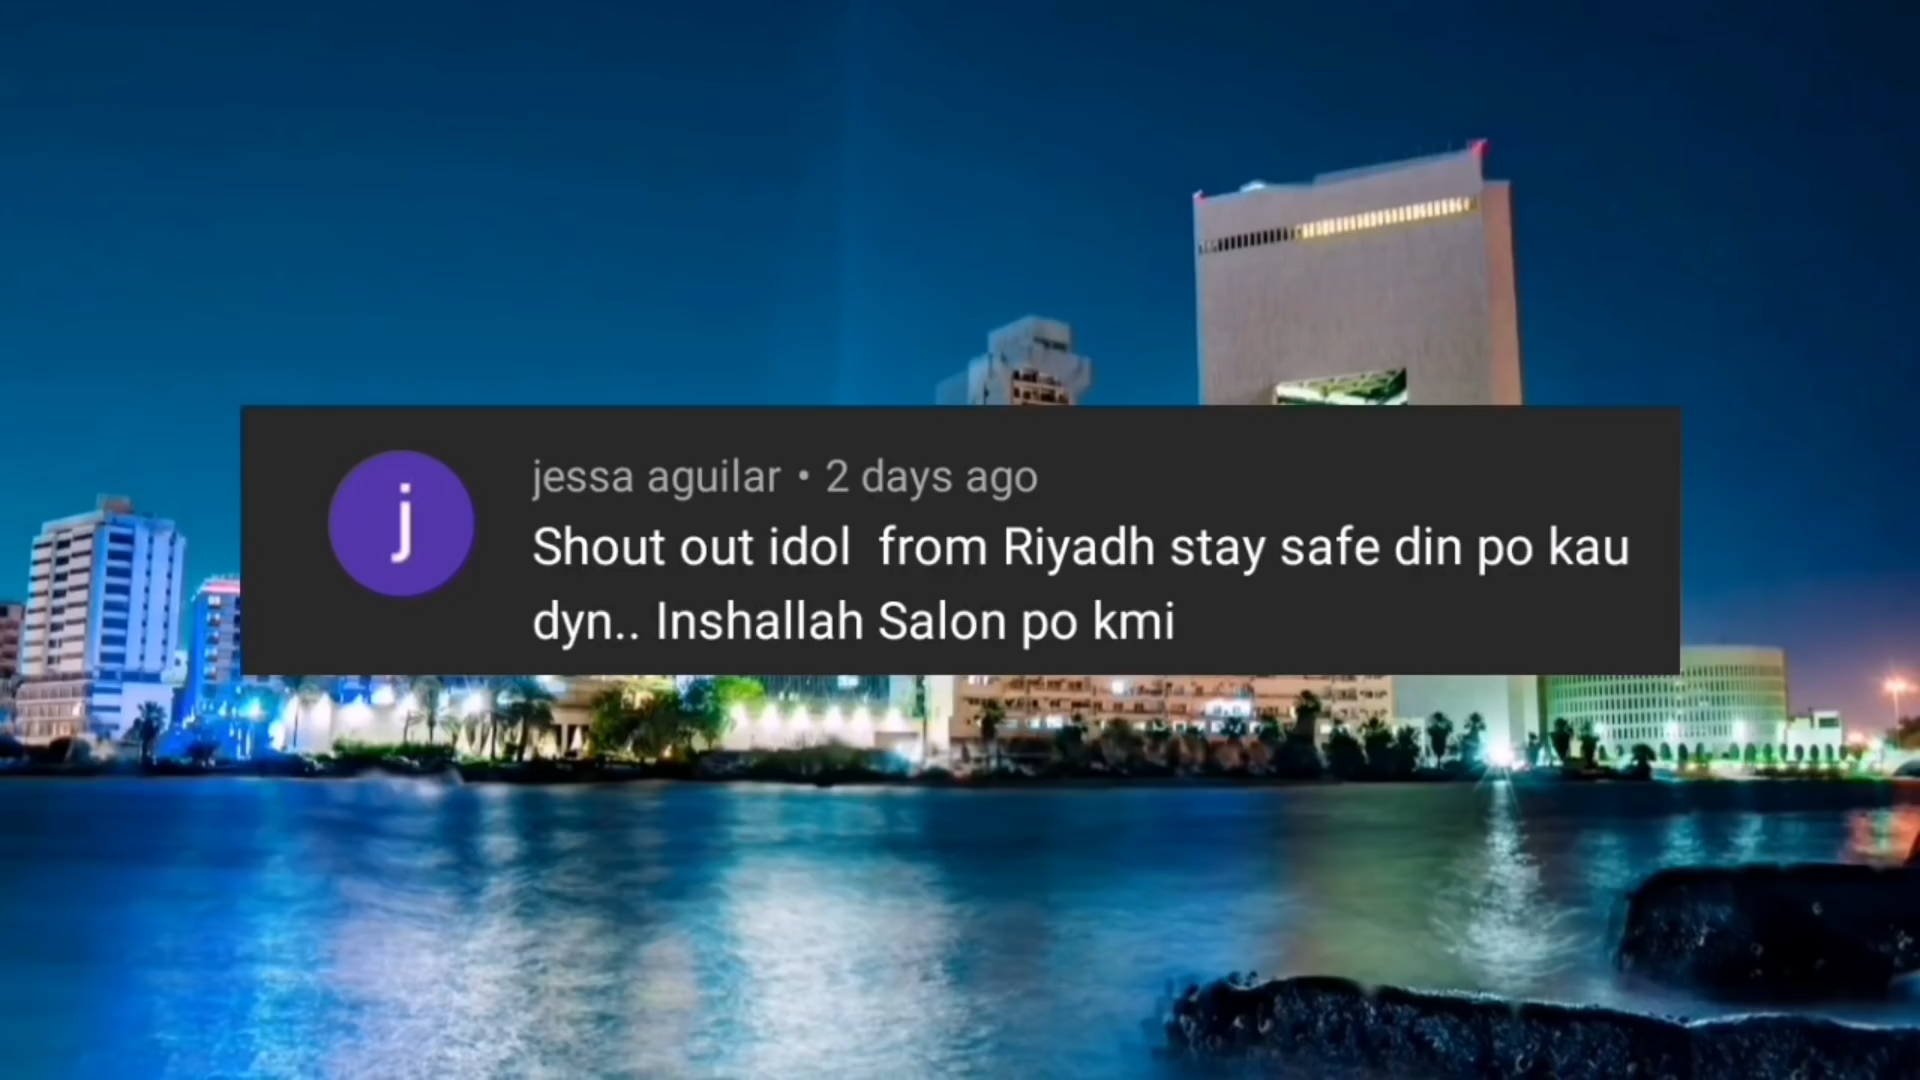 j
jessa aguilar • 2 days ago
Shout out idol  from Riyadh stay safe din po kau
dyn.. Inshallah Salon po kmi